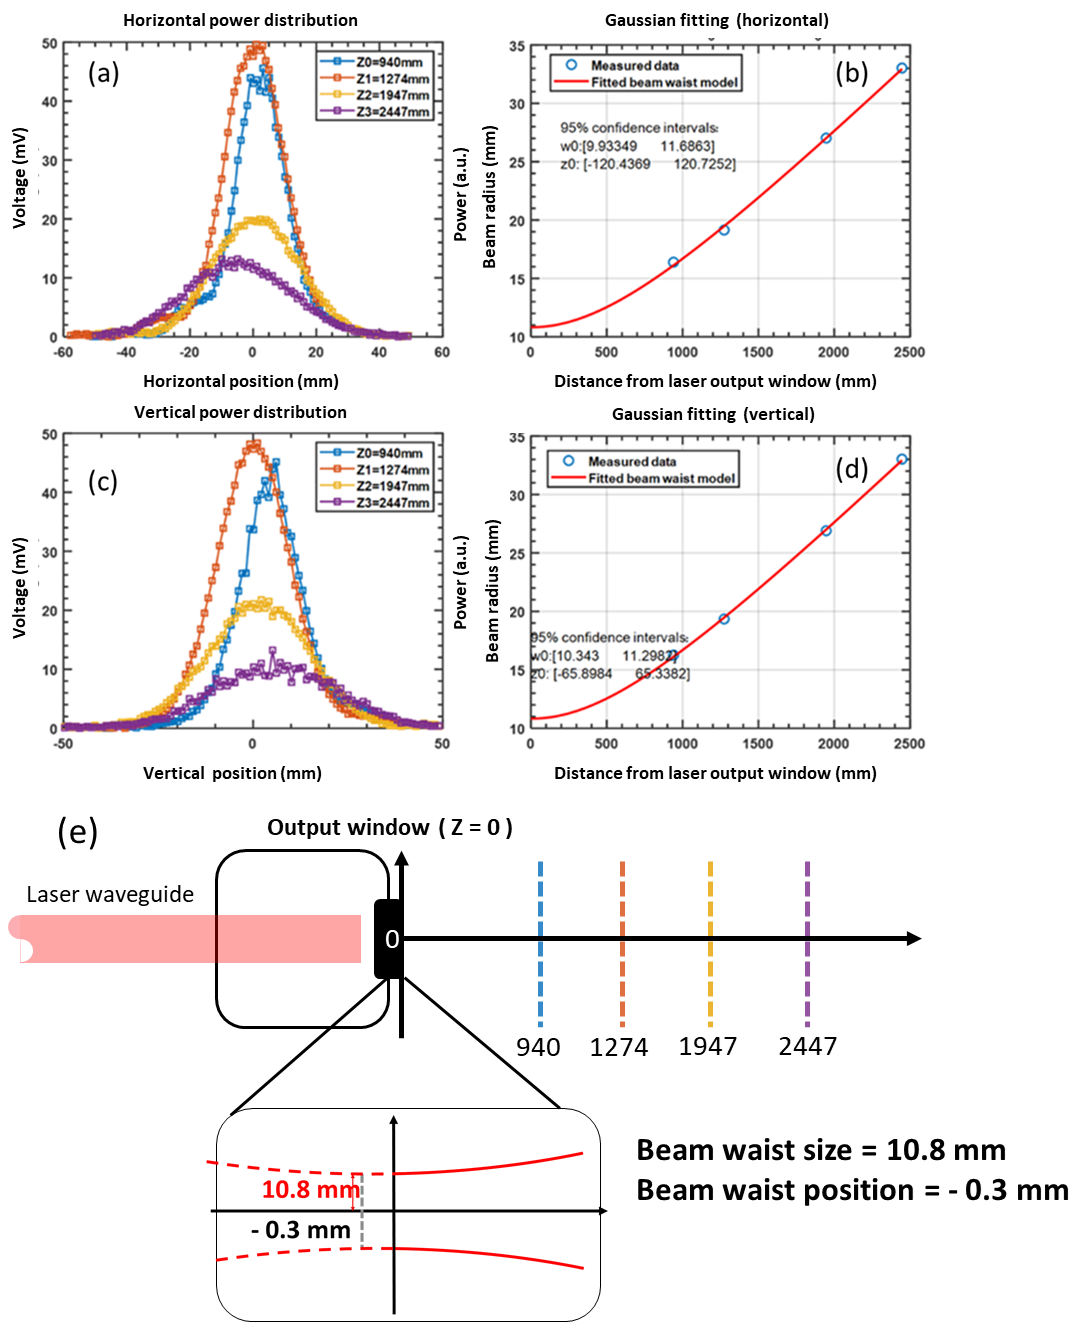 Horizontal power distribution
Gaussian fitting (horizontal)
(a)
Z0=940mm
Z1=1274mm
Z2=1947mm
Z3=2447mm
50
40
30
20
10
0
Voltage (mV)
-60
-40
-20
0
20
40
60
Horizontal position (mm)
(b)
Measured data
Fitted beam waist model
95% confidence intervals:
w0:[9.93349 11.6863]
z0: [-120.4369 120.7252]
35
30
25
20
15
10
Power (a.u.)
Beam radius (mm)
0
500
1000
1500
2000
2500
Distance from laser output window (mm)
Vertical power distribution
Gaussian fitting (vertical)
(c)
Z0=940mm
Z1=1274mm
Z2=1947mm
Z3=2447mm
50
40
30
20
10
0
Voltage (mV)
-50
0
50
Vertical position (mm)
(d)
Measured data
Fitted beam waist model
95% confidence intervals:
w0:[10.343 11.2982]
z0: [-65.8984 65.3382]
35
30
25
20
15
10
Power (a.u.)
Beam radius (mm)
0
500
1000
1500
2000
2500
Distance from laser output window (mm)
(e)
Output window ( Z = 0 )
Laser waveguide
0
940
1274
1947
2447
10.8 mm
- 0.3 mm
Beam waist size = 10.8 mm
Beam waist position = - 0.3 mm